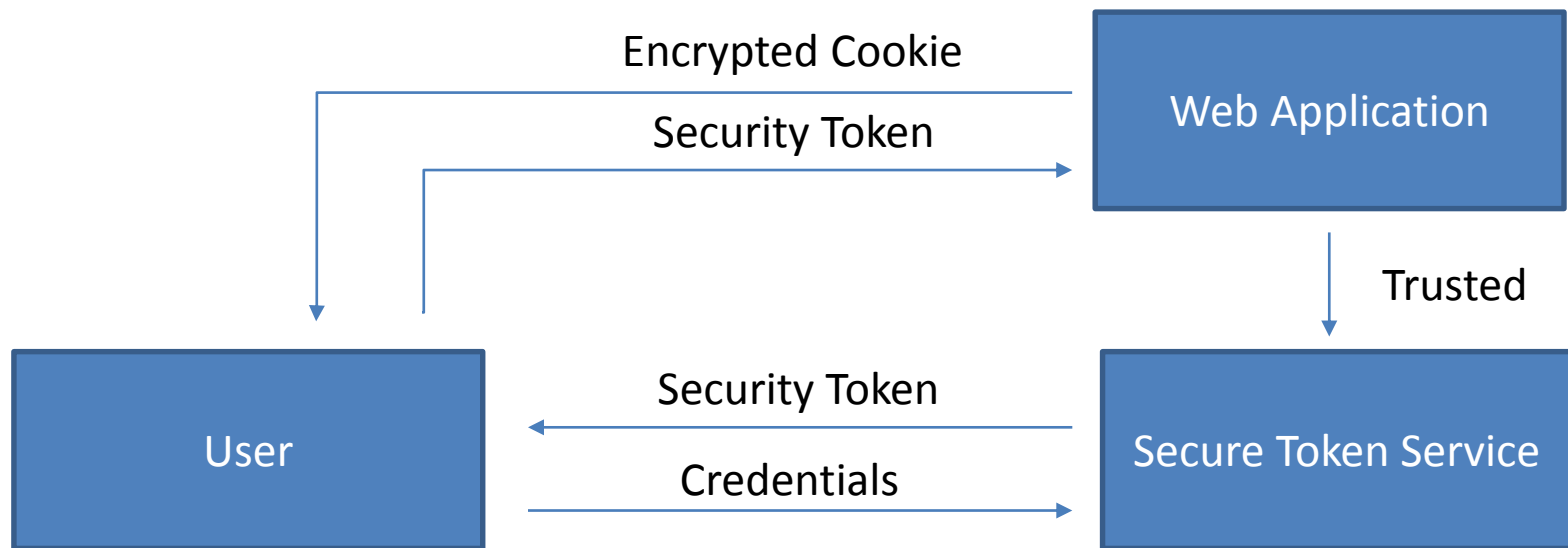 Encrypted Cookie
Web Application
Security Token
Trusted
User
Security Token
Secure Token Service
Credentials